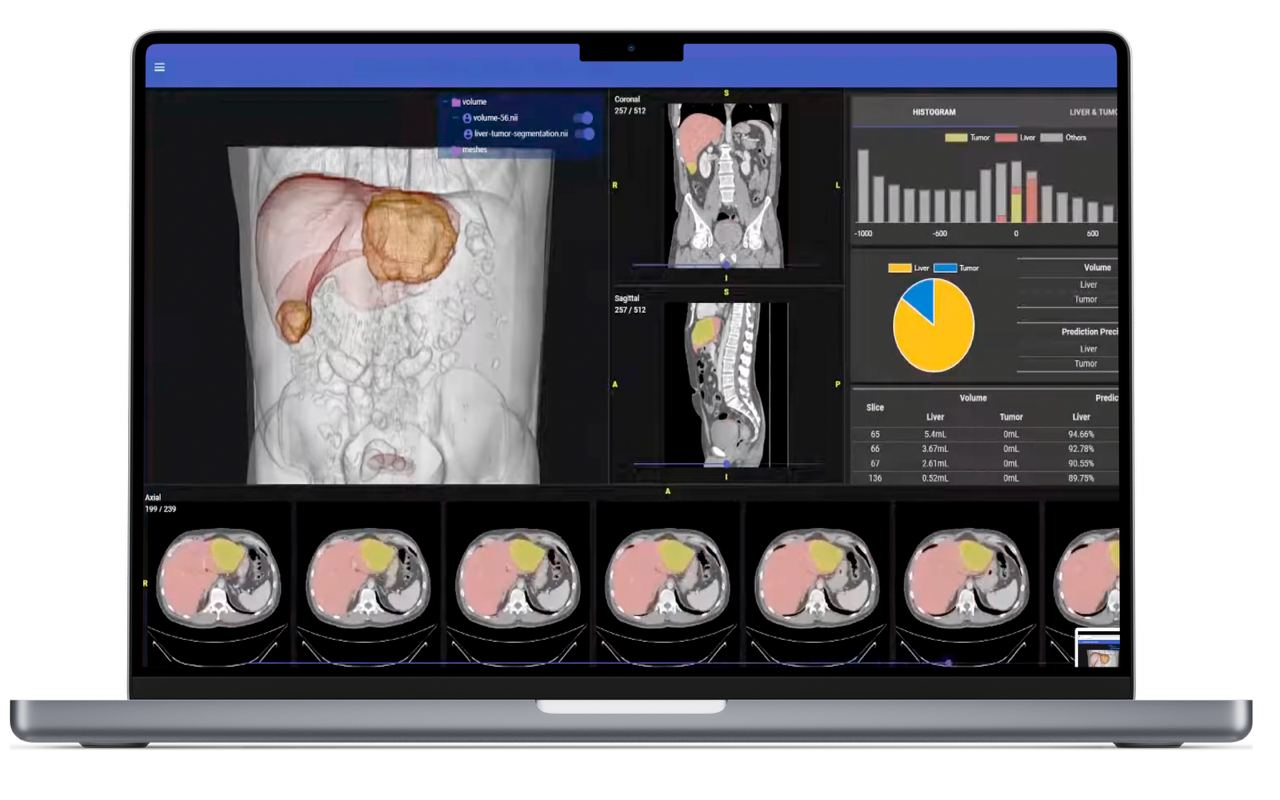 volume
volume-56.nii
liver-tumor-segmentation.nii
meshes
Coronal
257 / 512
S
R
L
I
Sagittal
257 / 512
S
A
P
I
HISTOGRAM
LIVER & TUMO
Tumor
Liver
Others
-1000
-500
0
500
Liver
Tumor
Volume
Liver
Tumor
Prediction Preci
Liver
Tumor
Volume
Predic
Slice
Liver
Tumor
Liver
65 5.4mL 0mL 94.66%
66 3.67mL 0mL 92.78%
67 2.61mL 0mL 90.55%
136 0.52mL 0mL 89.75%
Axial
199 / 239
A
R